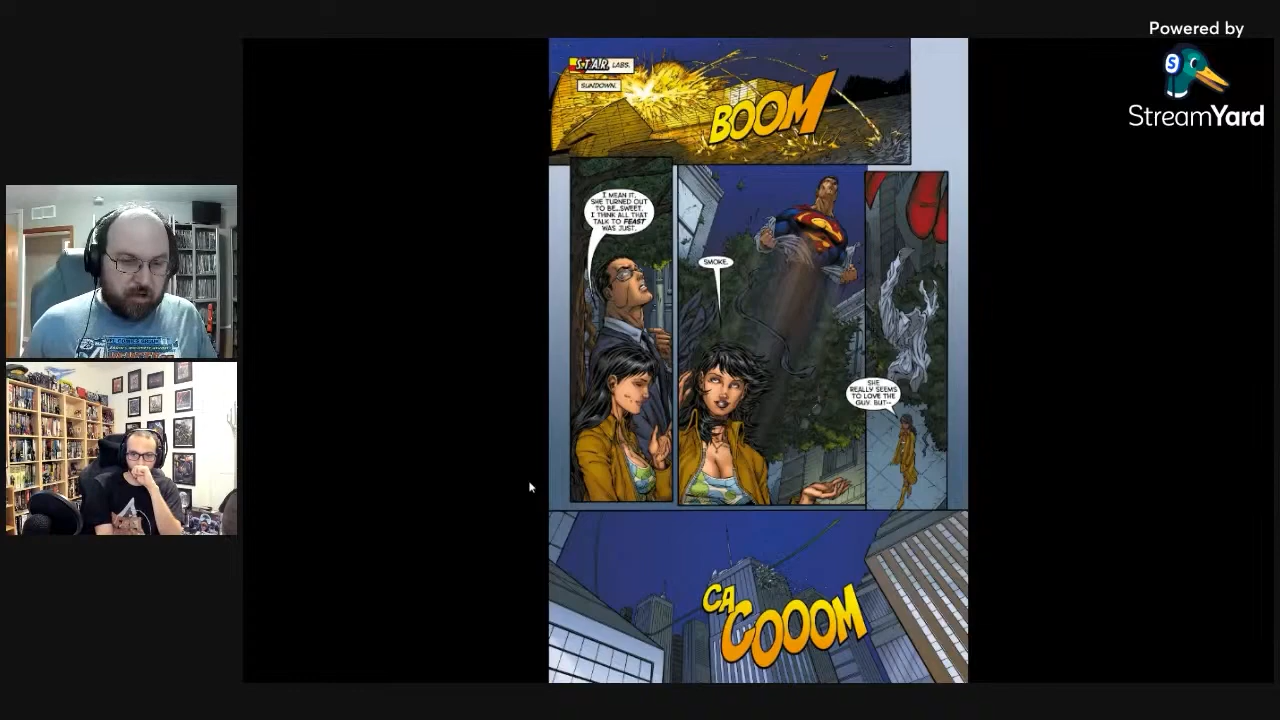 Powered by
StreamYard
S.T.A.R. LABS.
SUNDOWN.
BOOM
I MEAN IT,
SHE TURNED OUT
TO BE...SWEET.
I THINK ALL THAT
TALK TO FEAST
WAS JUST.
SMOKE.
SHE
REALLY SEEMS
TO LOVE THE
GUY. BUT--
CA
COOOM